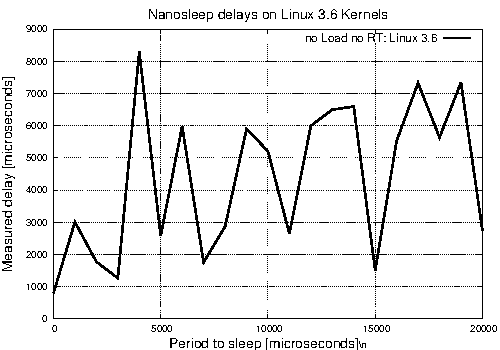 Nanosleep delays on Linux 3.6 Kernels
no Load no RT: Linux 3.6
Measured delay [microseconds]
9000
8000
7000
6000
5000
4000
3000
2000
1000
0
0 5000 10000 15000 20000
Period to sleep [microseconds]\n